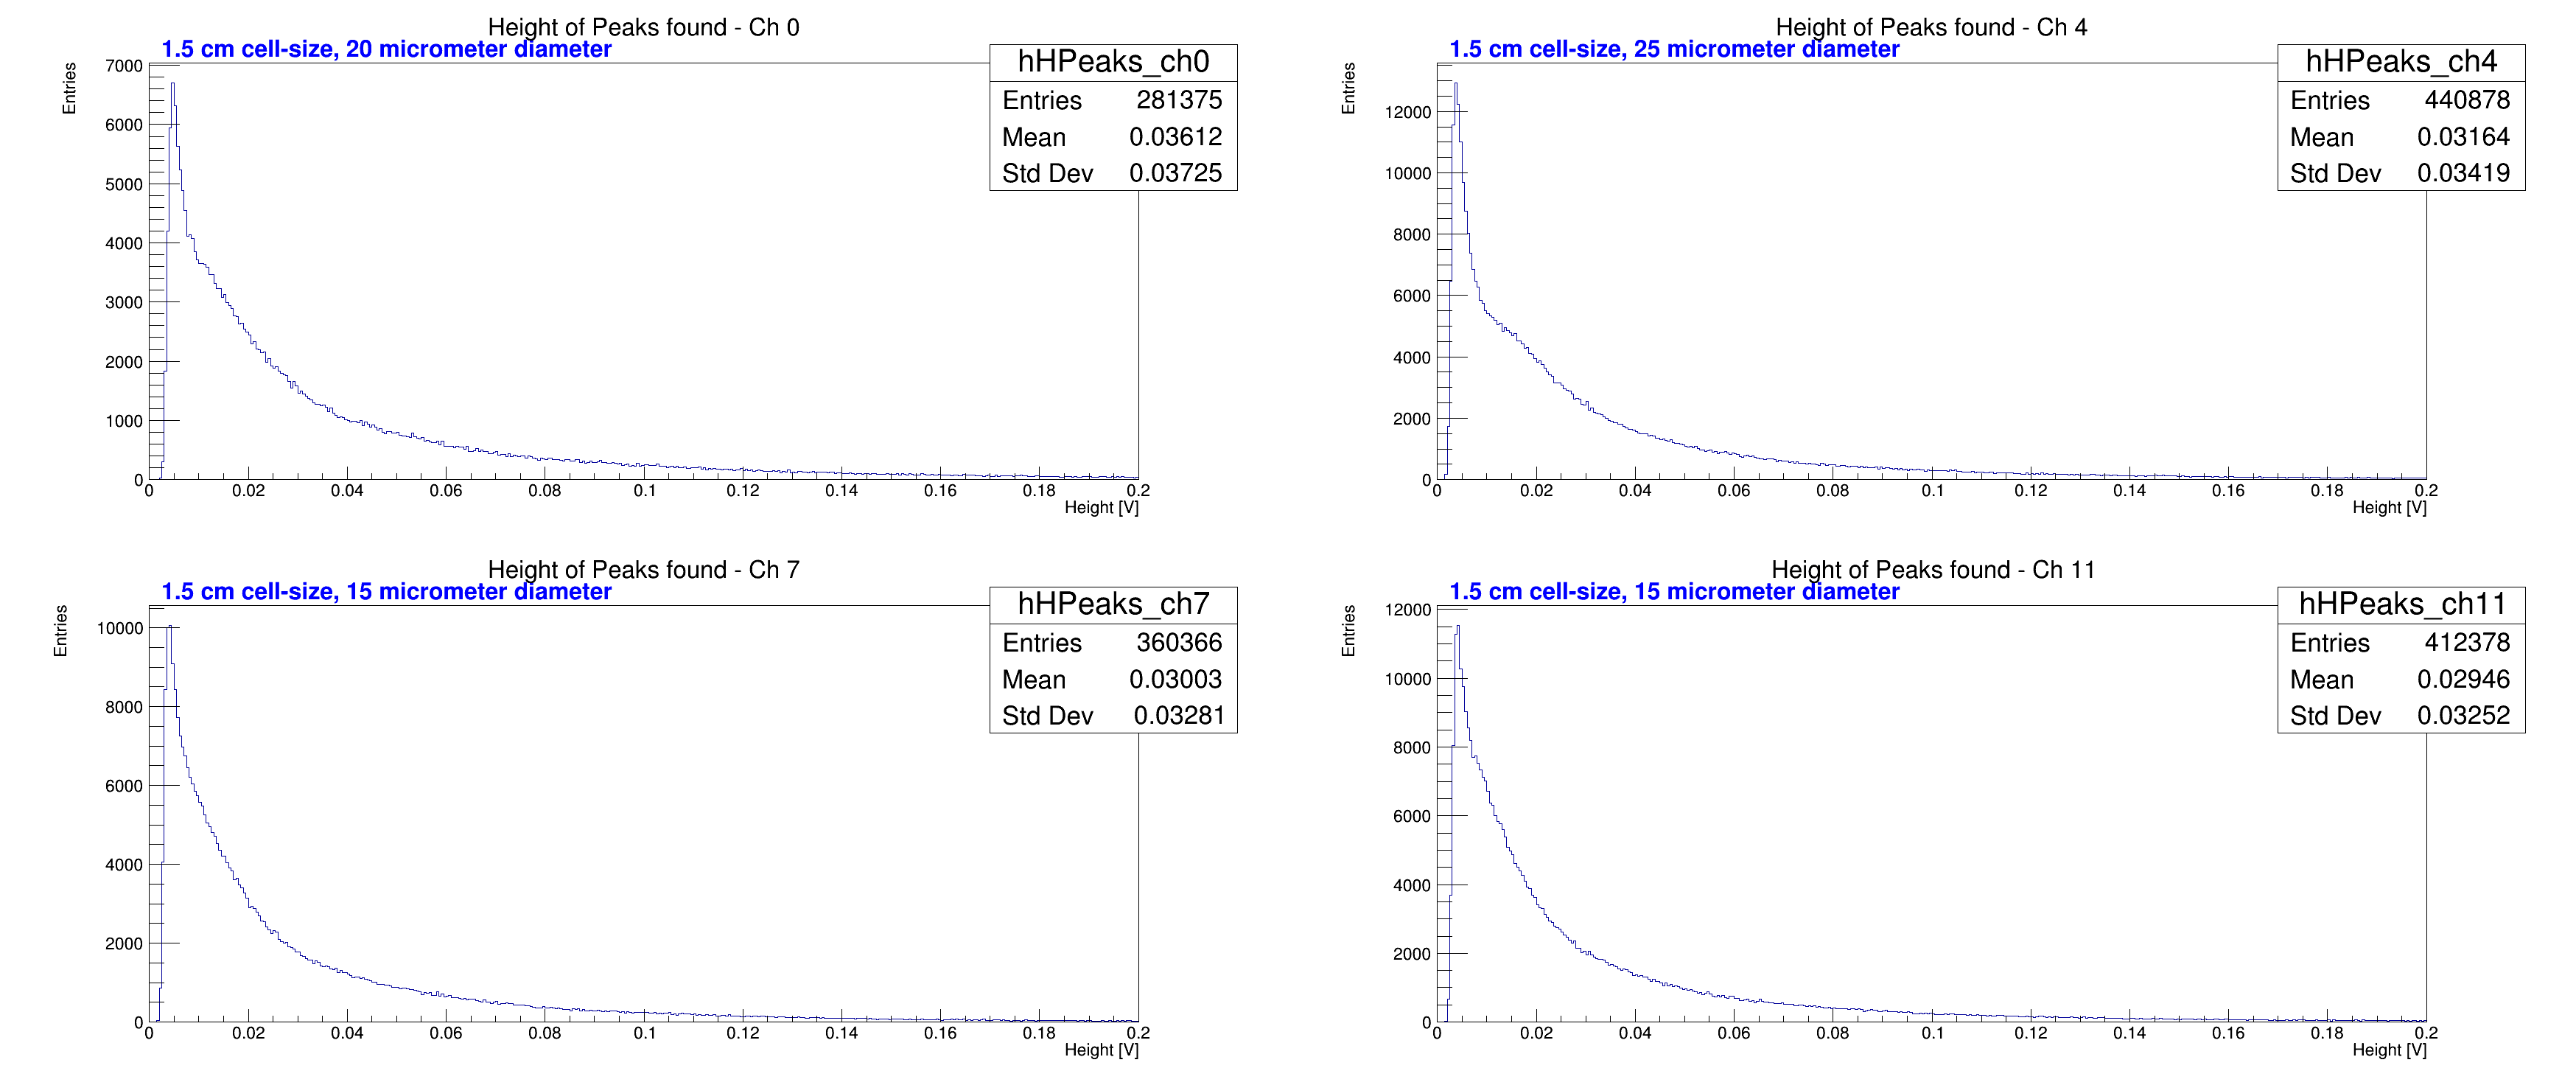 Height of Peaks found - Ch 0
1.5 cm cell-size, 20 micrometer diameter
hHPeaks_ch0
Entries 281375
Mean 0.03612
Std Dev 0.03725
Entries
7000
6000
5000
4000
3000
2000
1000
0
0 0.02 0.04 0.06 0.08 0.1 0.12 0.14 0.16 0.18 0.2
Height [V]
Height of Peaks found - Ch 4
1.5 cm cell-size, 25 micrometer diameter
hHPeaks_ch4
Entries 440878
Mean 0.03164
Std Dev 0.03419
Entries
12000
10000
8000
6000
4000
2000
0
0 0.02 0.04 0.06 0.08 0.1 0.12 0.14 0.16 0.18 0.2
Height [V]
Height of Peaks found - Ch 7
1.5 cm cell-size, 15 micrometer diameter
hHPeaks_ch7
Entries 360366
Mean 0.03003
Std Dev 0.03281
Entries
10000
8000
6000
4000
2000
0
0 0.02 0.04 0.06 0.08 0.1 0.12 0.14 0.16 0.18 0.2
Height [V]
Height of Peaks found - Ch 11
1.5 cm cell-size, 15 micrometer diameter
hHPeaks_ch11
Entries 412378
Mean 0.02946
Std Dev 0.03252
Entries
12000
10000
8000
6000
4000
2000
0
0 0.02 0.04 0.06 0.08 0.1 0.12 0.14 0.16 0.18 0.2
Height [V]